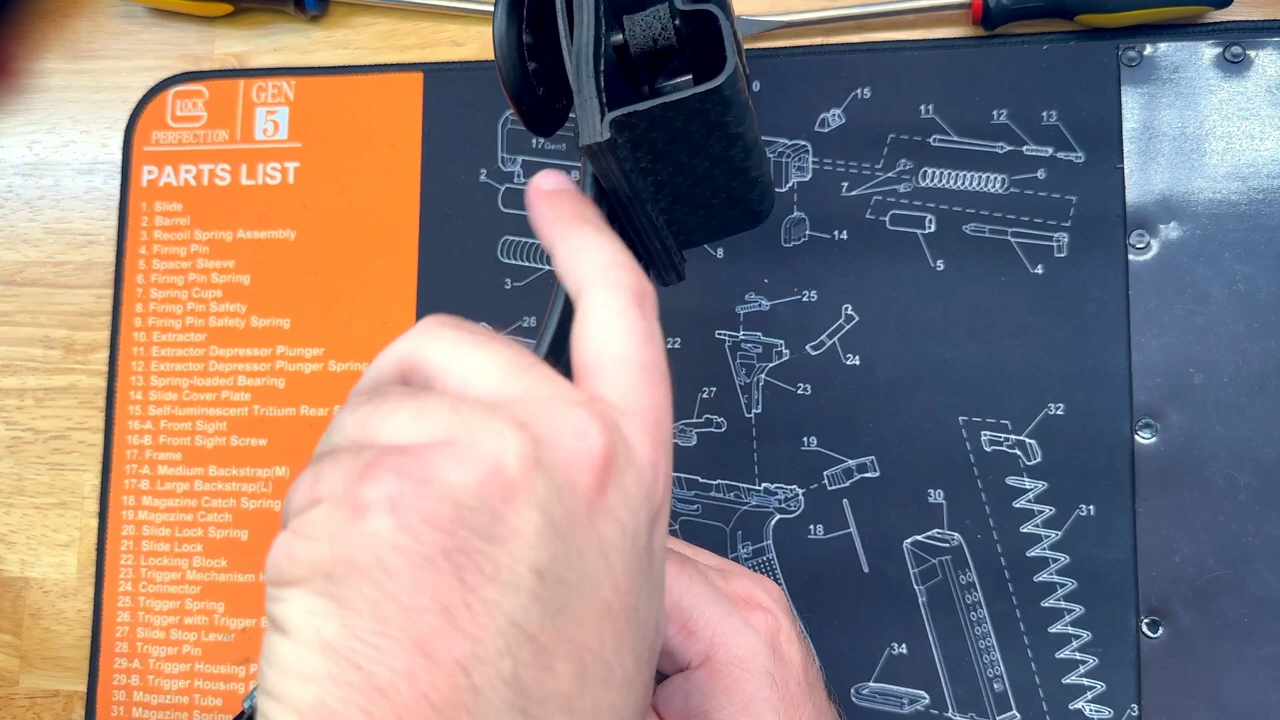 GLOCK
PERFECTION
GEN
5
PARTS LIST
1. Slide
2. Barrel
3. Recoil Spring Assembly
4. Firing Pin
5. Spacer Sleeve
6. Firing Pin Spring
7. Spring Cups
8. Firing Pin Safety
9. Firing Pin Safety Spring
10. Extractor
11. Extractor Depressor Plunger
12. Extractor Depressor Plunger Spring
13. Spring-loaded Bearing
14. Slide Cover Plate
15. Self-luminescent Tritium Rear S
16-A. Front Sight
16-B. Front Sight Screw
17. Frame
17-A. Medium Backstrap(M)
17-B. Large Backstrap(L)
18. Magazine Catch Spring
19.Magezine Catch
20. Slide Lock Spring
21. Slide Lock
22. Locking Block
23. Trigger Mechanism H
24. Connector
25. Trigger Spring
26. Trigger with Trigger B
27. Slide Stop Lever
28. Trigger Pin
29-A. Trigger Housing P
29-B. Trigger Housing P
30. Magazine Tube
31. Magazine Spring
17Gen5
0
15
11
12
13
2
B
7
6
3
8
14
5
4
26
25
22
24
23
27
32
19
30
18
31
34
3